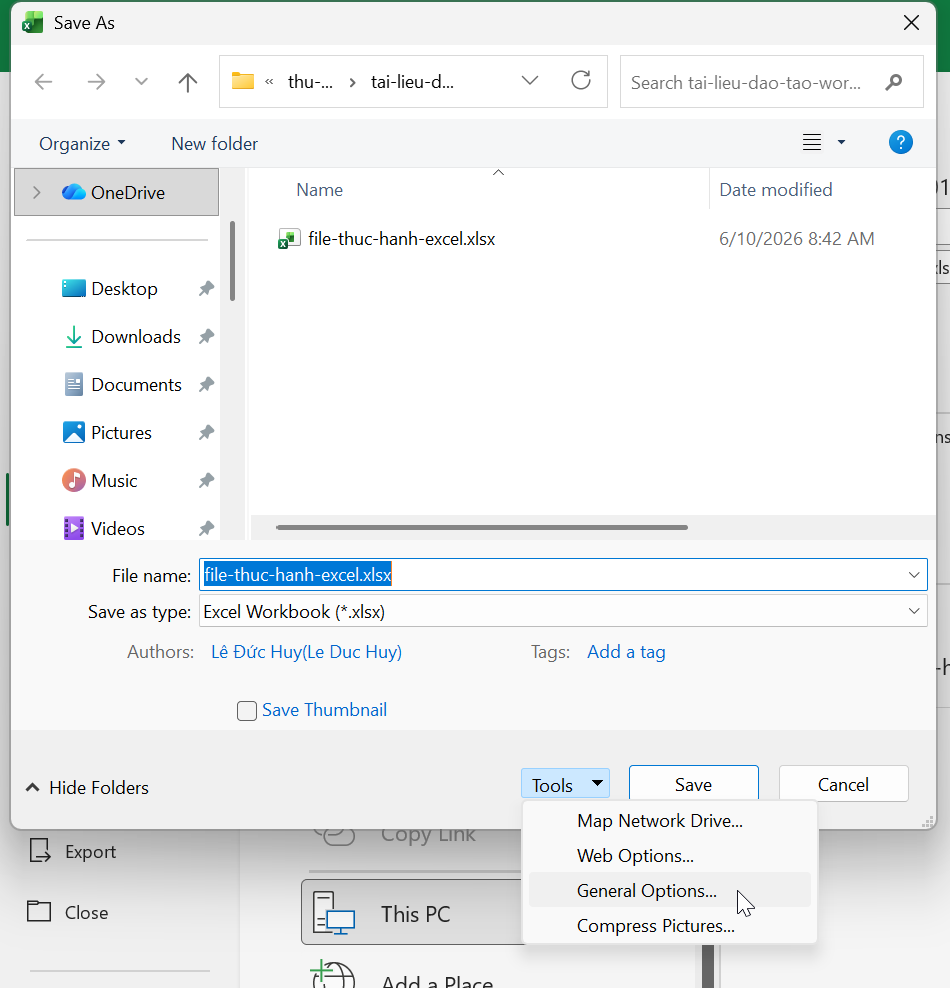 Save As
« thu-... › tai-lieu-d...
Search tai-lieu-dao-tao-wor...
Organize
New folder
?
OneDrive
Name
Date modified
file-thuc-hanh-excel.xlsx
6/10/2026 8:42 AM
Desktop
Downloads
Documents
Pictures
Music
Videos
File name: file-thuc-hanh-excel.xlsx
Save as type: Excel Workbook (*.xlsx)
Authors: Lê Đức Huy(Le Duc Huy)
Tags: Add a tag
Save Thumbnail
Hide Folders
Tools
Save
Cancel
Map Network Drive...
Web Options...
General Options...
Compress Pictures...
Copy Link
Export
Close
This PC
Add a Place